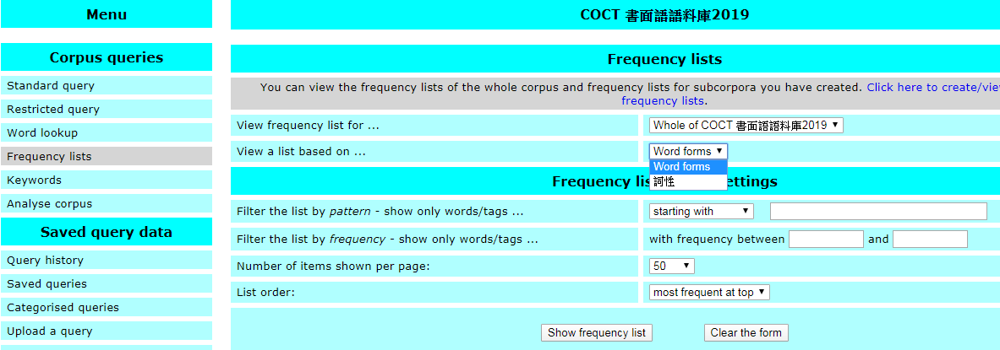 Menu
Corpus queries
Standard query
Restricted query
Word lookup
Frequency lists
Keywords
Analyse corpus
Saved query data
Query history
Saved queries
Categorised queries
Upload a query
COCT 書面語語料庫2019
Frequency lists
You can view the frequency lists of the whole corpus and frequency lists for subcorpora you have created. Click here to create/vie
frequency lists.
View frequency list for ... Whole of COCT 書面語語料庫2019
View a list based on ... Word forms
Word forms
詞性
Frequency lis ettings
Filter the list by pattern - show only words/tags ... starting with
Filter the list by frequency - show only words/tags ... with frequency between and
Number of items shown per page: 50
List order: most frequent at top
Show frequency list Clear the form